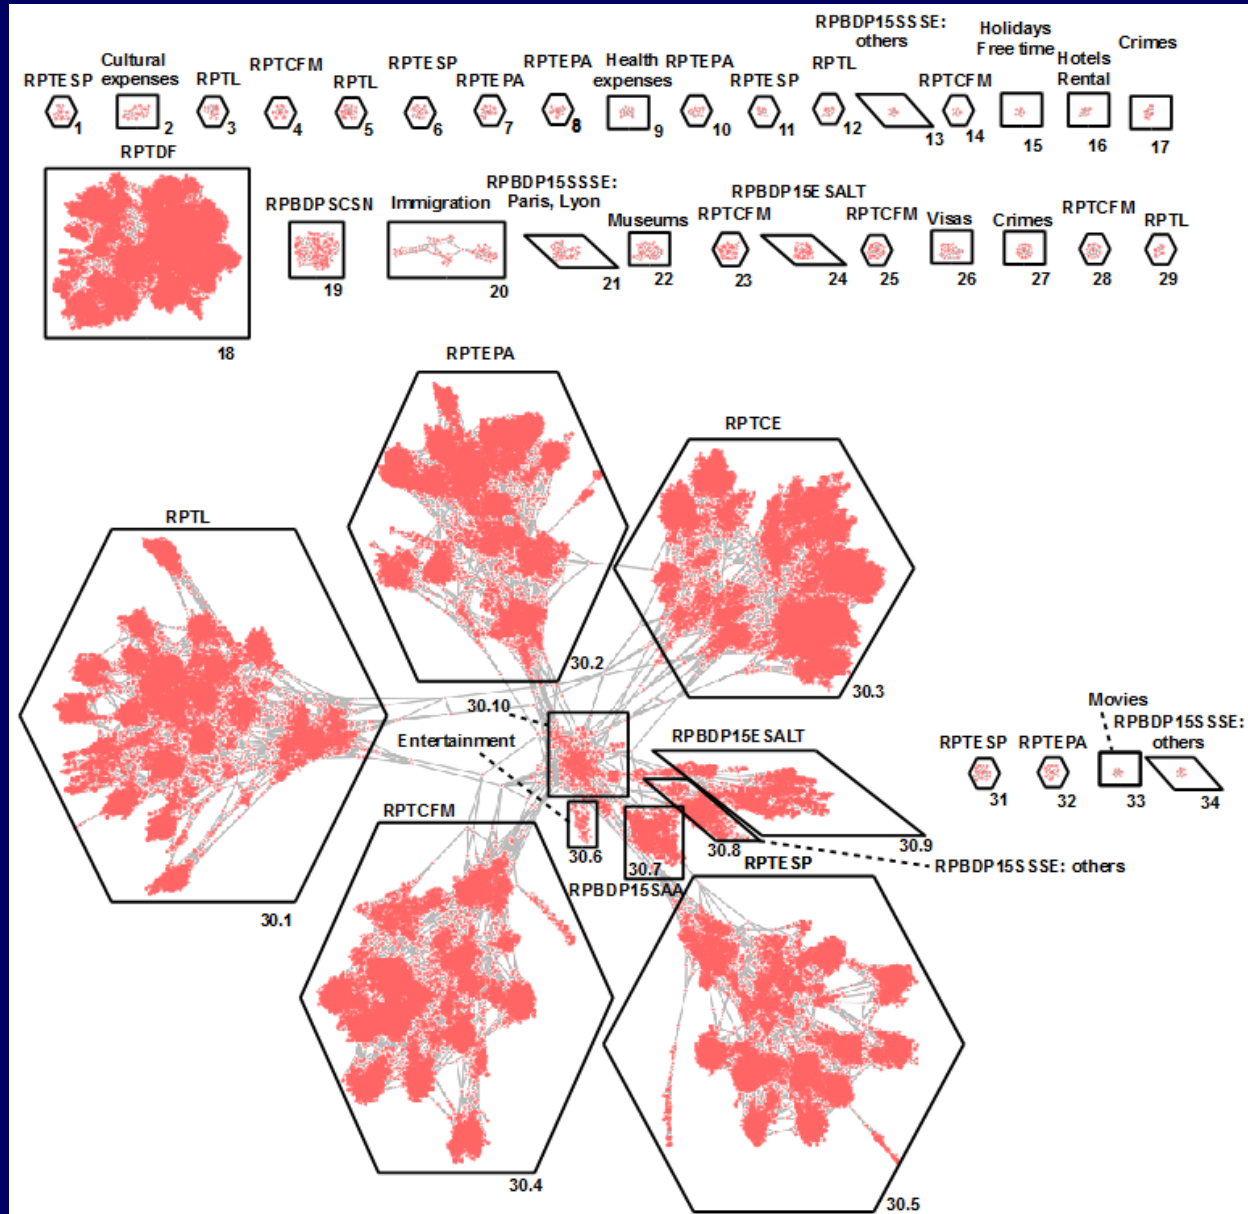 RPTESP
Cultural
expenses
RPTL
RPTCFM
RPTL
RPTESP
RPTEPA
RPTEPA
Health
expenses
RPTEPA
RPTESP
RPTL
RPBDP15SSSE:
others
RPTCFM
Holidays
Free time
Hotels
Rental
Crimes
1
2
3
4
5
6
7
8
9
10
11
12
13
14
15
16
17
RPTDF
RPBDPSCSN
Immigration
RPBDP15SSSE:
Paris, Lyon
Museums
RPTCFM
RPBDP15ESALT
RPTCFM
Visas
Crimes
RPTCFM
RPTL
18
19
20
21
22
23
24
25
26
27
28
29
RPTEPA
RPTCE
RPTL
30.2
30.3
30.10
Entertainment
RPBDP15ESALT
Movies
RPBDP15SSSE:
others
RPTESP
RPTEPA
31
32
33
34
RPTCFM
30.6
30.7
30.8
30.9
RPBDP15SSSE: others
RPBDP15SAA
RPTESP
30.1
30.4
30.5